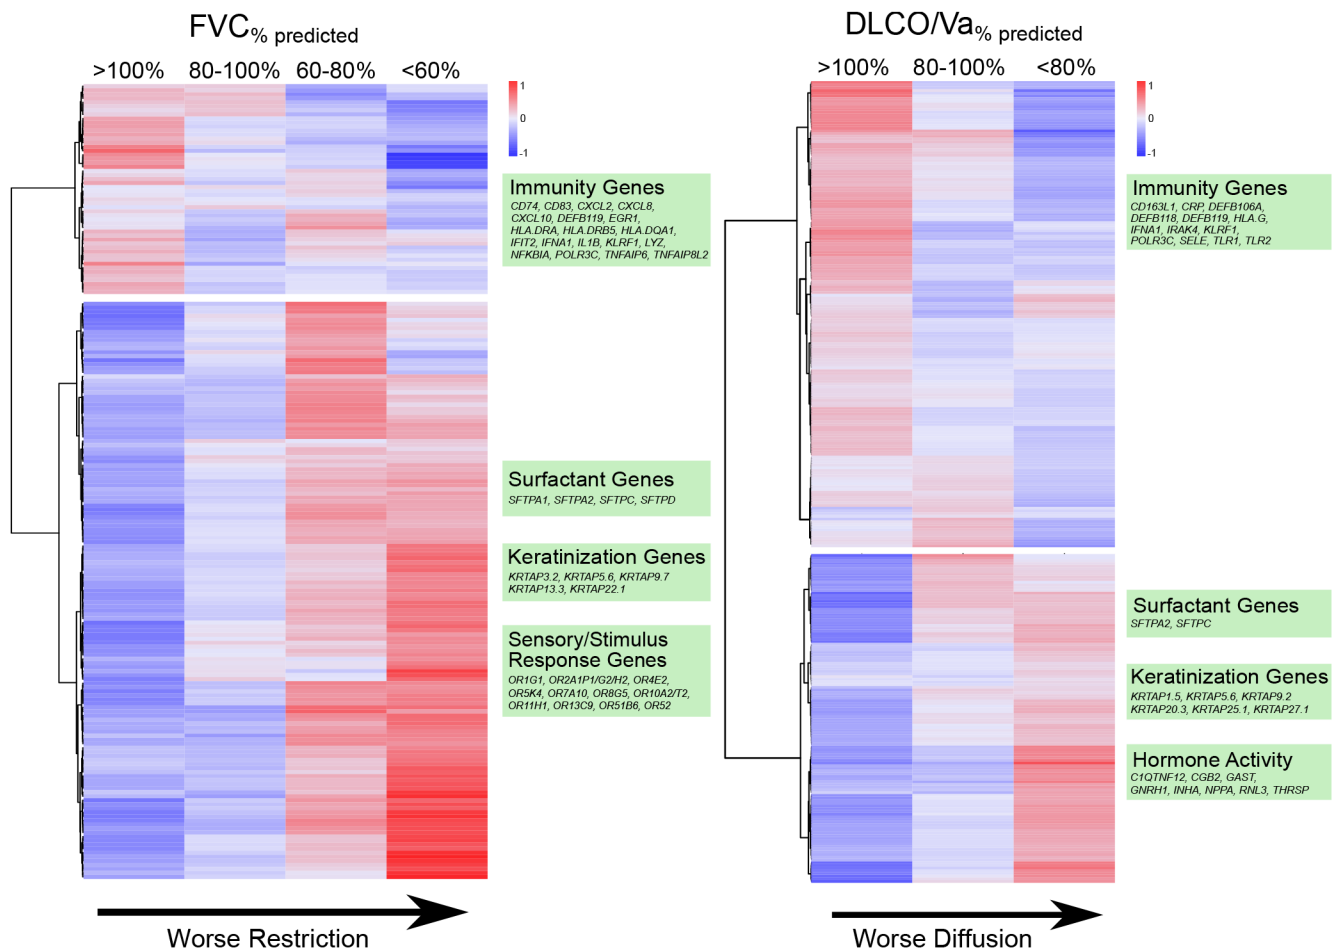 FVC% predicted
>100% 80-100% 60-80% <60%
1
0
-1
Immunity Genes
CD74, CD83, CXCL2, CXCL8,
CXCL10, DEFB119, EGR1,
HLA.DRA, HLA.DRB5, HLA.DQA1,
IFIT2, IFNA1, IL1B, KLRF1, LYZ,
NFKBIA, POLR3C, TNFAIP6, TNFAIP8L2
Surfactant Genes
SFTPA1, SFTPA2, SFTPC, SFTPD
Keratinization Genes
KRTAP3.2, KRTAP5.6, KRTAP9.7
KRTAP13.3, KRTAP22.1
Sensory/Stimulus
Response Genes
OR1G1, OR2A1P1/G2/H2, OR4E2,
OR5K4, OR7A10, OR8G5, OR10A2/T2,
OR11H1, OR13C9, OR51B6, OR52
Worse Restriction
DLCO/Va% predicted
>100% 80-100% <80%
1
0
-1
Immunity Genes
CD163L1, CRP, DEFB106A,
DEFB118, DEFB119, HLA.G,
IFNA1, IRAK4, KLRF1,
POLR3C, SELE, TLR1, TLR2
Surfactant Genes
SFTPA2, SFTPC
Keratinization Genes
KRTAP1.5, KRTAP5.6, KRTAP9.2
KRTAP20.3, KRTAP25.1, KRTAP27.1
Hormone Activity
C1QTNF12, CGB2, GAST,
GNRH1, INHA, NPPA, RNL3, THRSP
Worse Diffusion